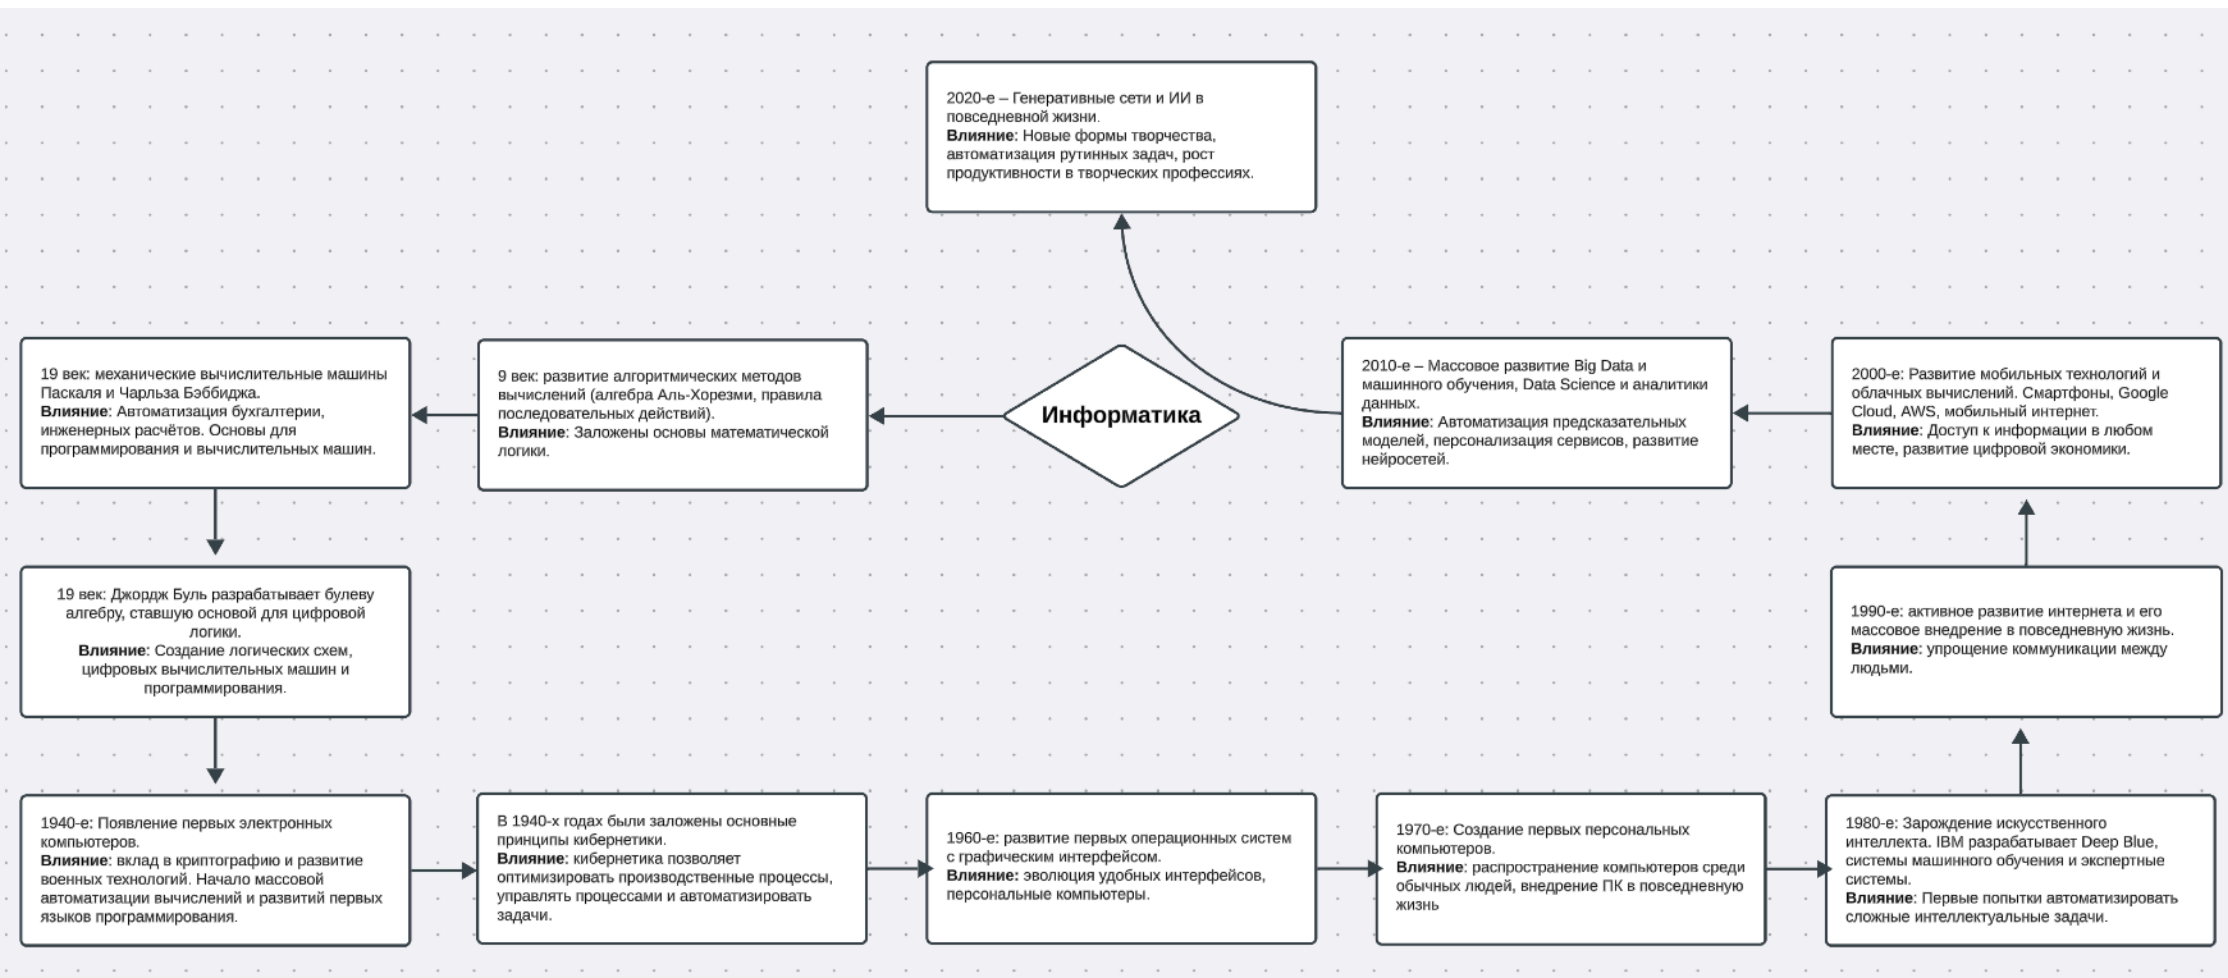 2020-е – Генеративные сети и ИИ в
повседневной жизни.
Влияние: Новые формы творчества,
автоматизация рутинных задач, рост
продуктивности в творческих профессиях.
Информатика
9 век: развитие алгоритмических методов
вычислений (алгебра Аль-Хорезми, правила
последовательных действий).
Влияние: Заложены основы математической
логики.
19 век: механические вычислительные машины
Паскаля и Чарльза Бэббиджа.
Влияние: Автоматизация бухгалтерии,
инженерных расчётов. Основы для
программирования и вычислительных машин.
19 век: Джордж Буль разрабатывает булеву
алгебру, ставшую основой для цифровой
логики.
Влияние: Создание логических схем,
цифровых вычислительных машин и
программирования.
1940-е: Появление первых электронных
компьютеров.
Влияние: вклад в криптографию и развитие
военных технологий. Начало массовой
автоматизации вычислений и развитий первых
языков программирования.
В 1940-х годах были заложены основные
принципы кибернетики.
Влияние: кибернетика позволяет
оптимизировать производственные процессы,
управлять процессами и автоматизировать
задачи.
1960-е: развитие первых операционных систем
с графическим интерфейсом.
Влияние: эволюция удобных интерфейсов,
персональные компьютеры.
1970-е: Создание первых персональных
компьютеров.
Влияние: распространение компьютеров среди
обычных людей, внедрение ПК в повседневную
жизнь
1980-е: Зарождение искусственного
интеллекта. IBM разрабатывает Deep Blue,
системы машинного обучения и экспертные
системы.
Влияние: Первые попытки автоматизировать
сложные интеллектуальные задачи.
1990-е: активное развитие интернета и его
массовое внедрение в повседневную жизнь.
Влияние: упрощение коммуникации между
людьми.
2000-е: Развитие мобильных технологий и
облачных вычислений. Смартфоны, Google
Cloud, AWS, мобильный интернет.
Влияние: Доступ к информации в любом
месте, развитие цифровой экономики.
2010-е – Массовое развитие Big Data и
машинного обучения, Data Science и аналитики
данных.
Влияние: Автоматизация предсказательных
моделей, персонализация сервисов, развитие
нейросетей.